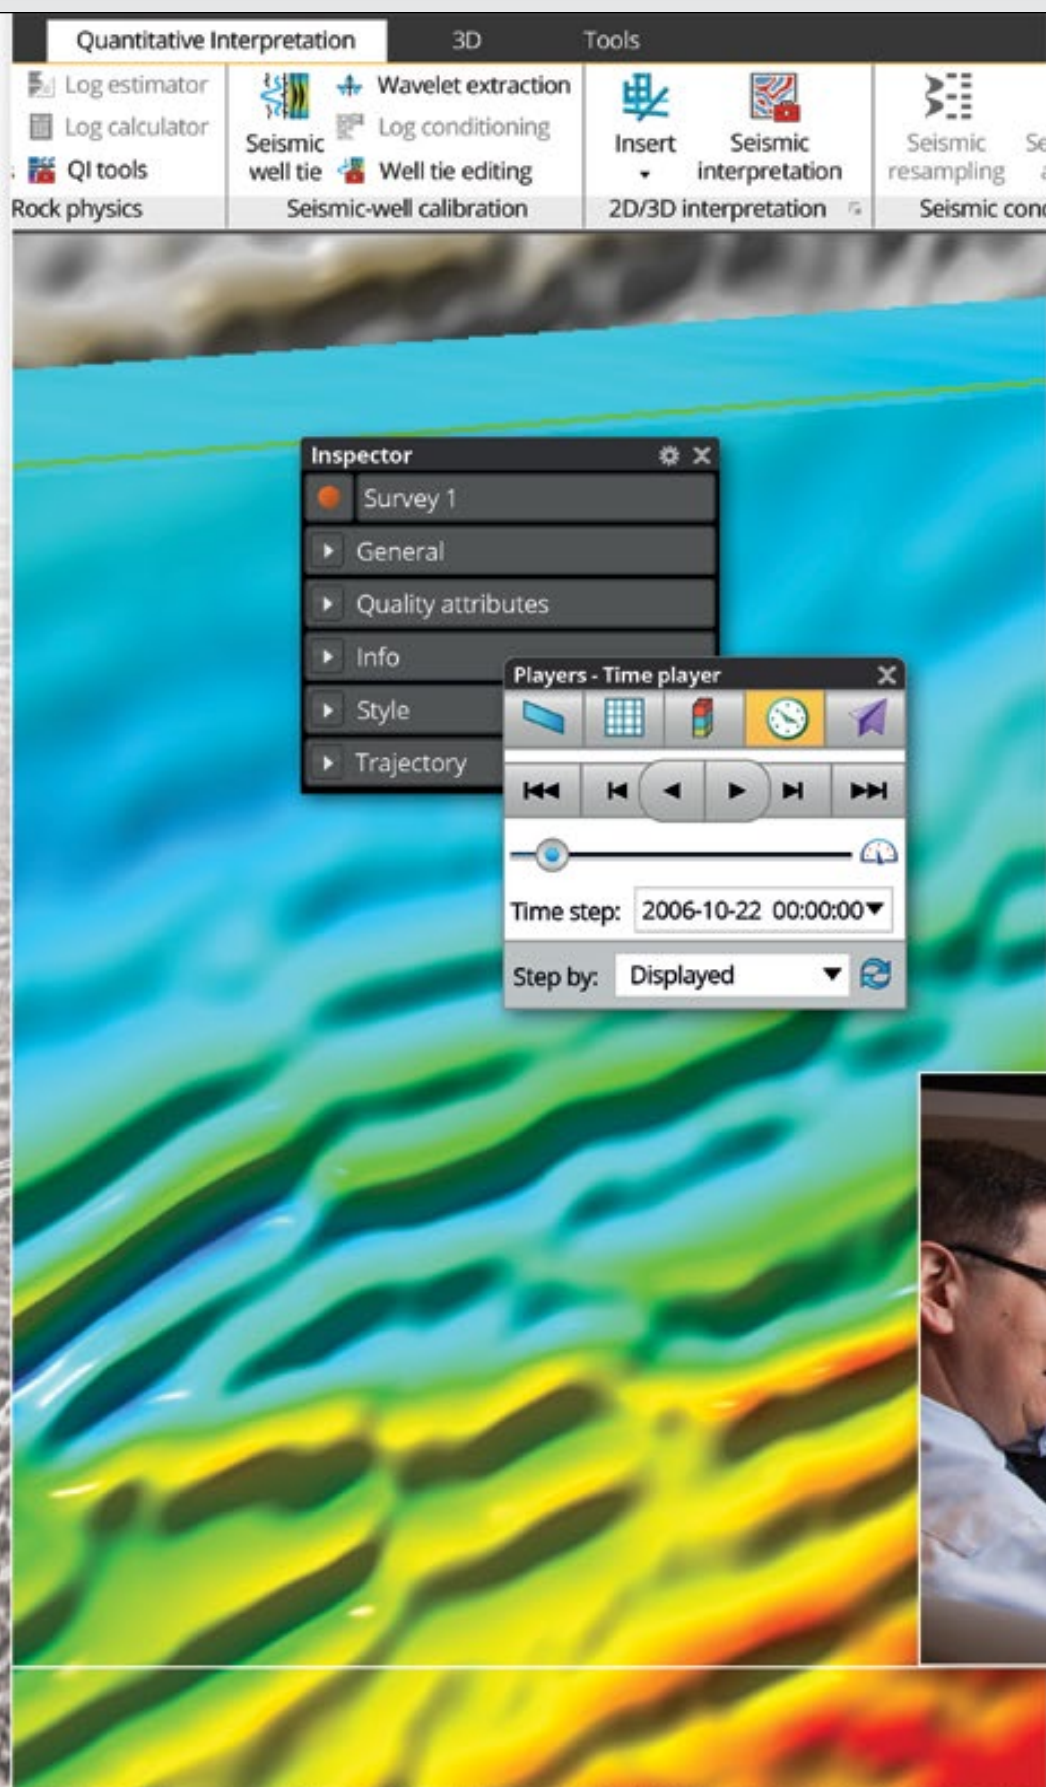 Quantitative Interpretation 3D Tools
Log estimator
Log calculator
QI tools
Rock physics
Seismic
well tie
Wavelet extraction
Log conditioning
Well tie editing
Seismic-well calibration
Insert
Seismic
interpretation
2D/3D interpretation
Seismic
resampling
Seismic
Inspector
Survey 1
General
Quality attributes
Info
Style
Trajectory
Players - Time player
Time step: 2006-10-22 00:00:00
Step by: Displayed